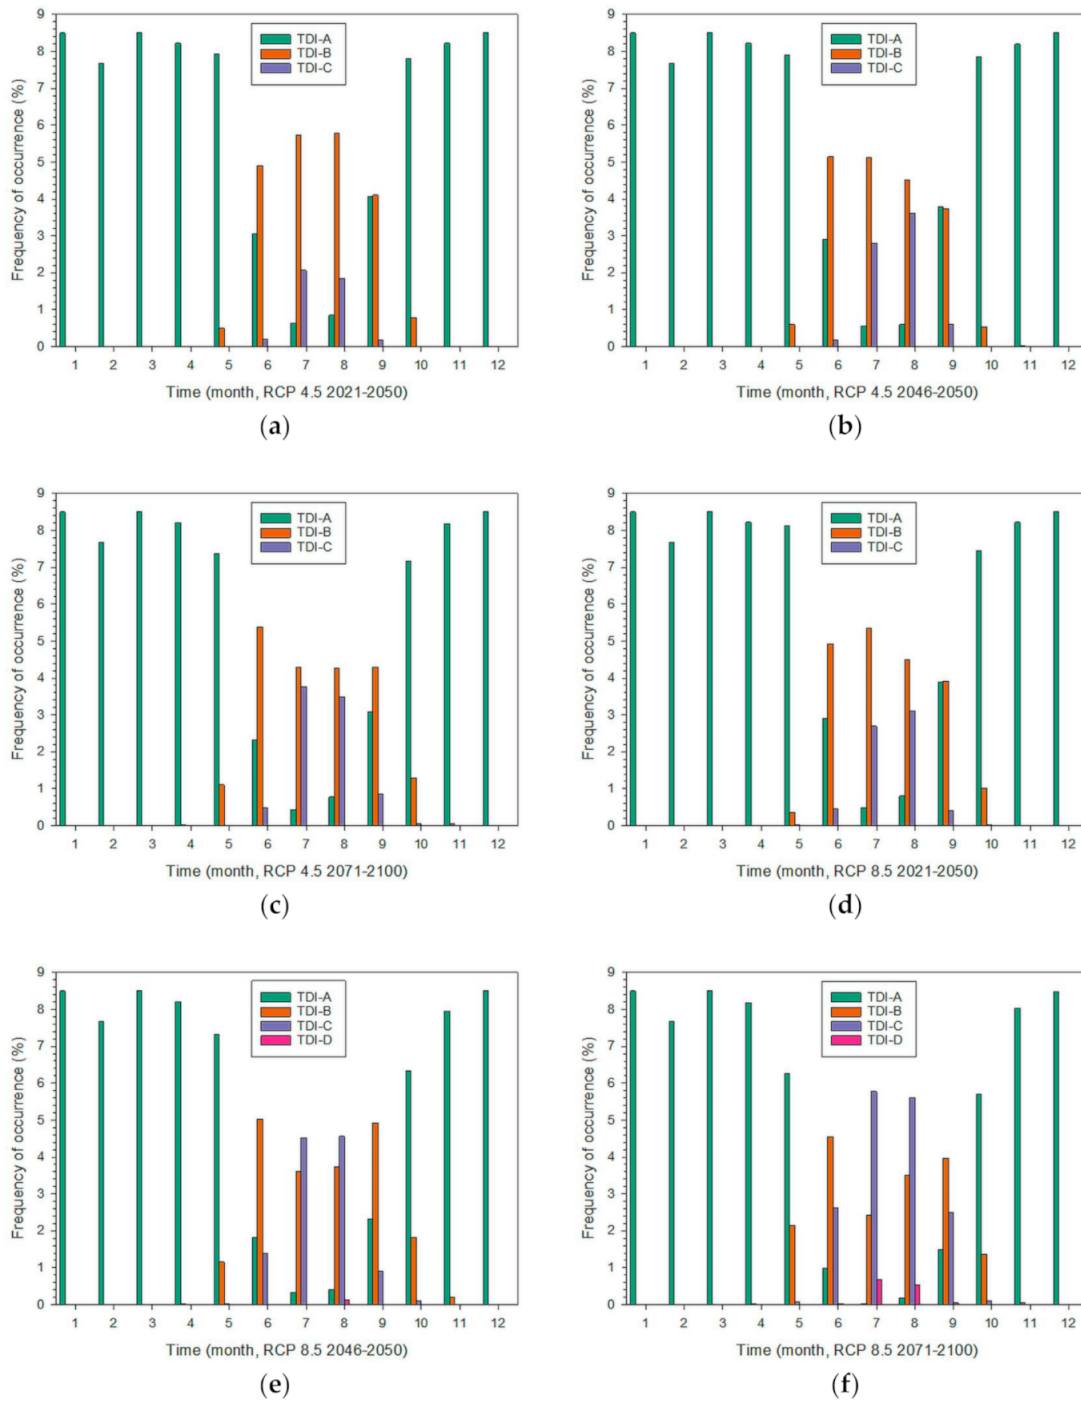 Frequency of occurrence (%)
9
8
7
6
5
4
3
2
1
0
TDI-A
TDI-B
TDI-C
1 2 3 4 5 6 7 8 9 10 11 12
Time (month, RCP 4.5 2021-2050)
(a)
Frequency of occurrence (%)
9
8
7
6
5
4
3
2
1
0
TDI-A
TDI-B
TDI-C
1 2 3 4 5 6 7 8 9 10 11 12
Time (month, RCP 4.5 2046-2050)
(b)
Frequency of occurrence (%)
9
8
7
6
5
4
3
2
1
0
TDI-A
TDI-B
TDI-C
1 2 3 4 5 6 7 8 9 10 11 12
Time (month, RCP 4.5 2071-2100)
(c)
Frequency of occurrence (%)
9
8
7
6
5
4
3
2
1
0
TDI-A
TDI-B
TDI-C
1 2 3 4 5 6 7 8 9 10 11 12
Time (month, RCP 8.5 2021-2050)
(d)
Frequency of occurrence (%)
9
8
7
6
5
4
3
2
1
0
TDI-A
TDI-B
TDI-C
TDI-D
1 2 3 4 5 6 7 8 9 10 11 12
Time (month, RCP 8.5 2046-2050)
(e)
Frequency of occurrence (%)
9
8
7
6
5
4
3
2
1
0
TDI-A
TDI-B
TDI-C
TDI-D
1 2 3 4 5 6 7 8 9 10 11 12
Time (month, RCP 8.5 2071-2100)
(f)